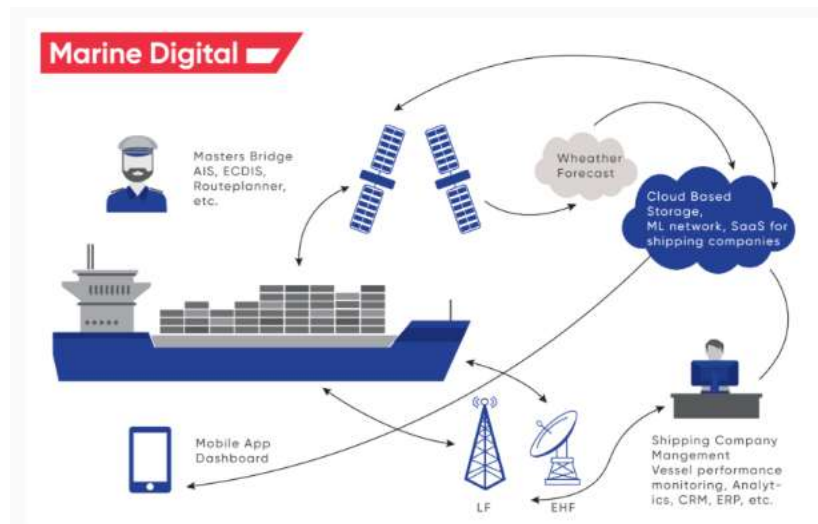 Marine Digital
Masters Bridge
AIS, ECDIS,
Routeplanner,
etc.
Wheather
Forecast
Cloud Based
Storage,
ML network, SaaS for
shipping companies
Mobile App
Dashboard
LF
EHF
Shipping Company
Mangement
Vessel performance
monitoring, Analyt-
ics, CRM, ERP, etc.